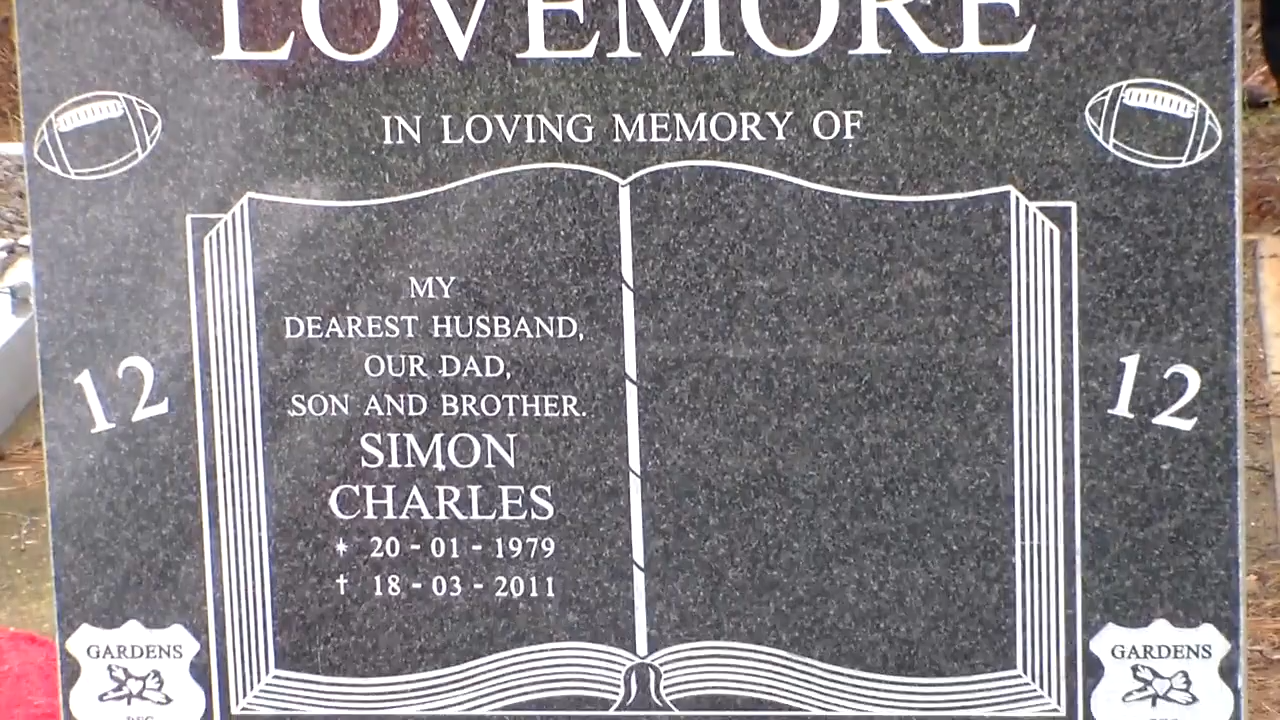 LOVEMORE
IN LOVING MEMORY OF
MY
DEAREST HUSBAND,
OUR DAD,
SON AND BROTHER.
SIMON
CHARLES
* 20 - 01 - 1979
† 18 - 03 - 2011
12
12
GARDENS
GARDENS